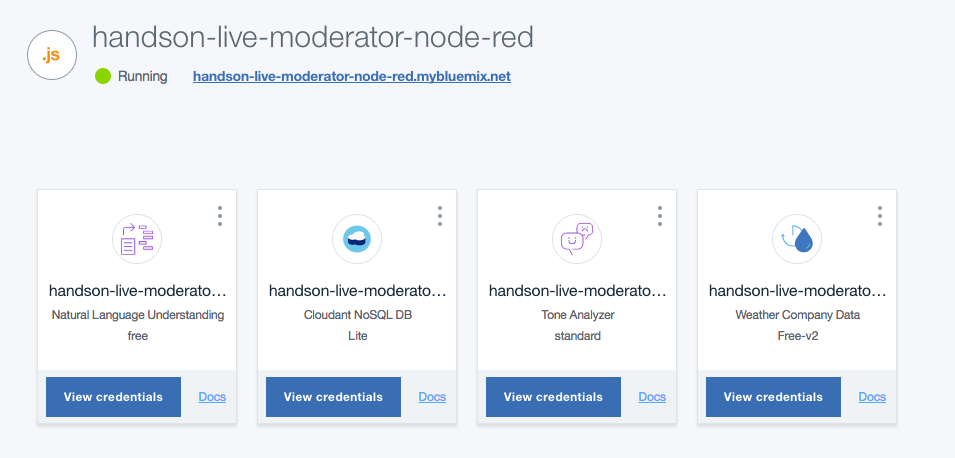 .js
handson-live-moderator-node-red
Running
handson-live-moderator-node-red.mybluemix.net
handson-live-moderato...
Natural Language Understanding
free
View credentials
Docs
handson-live-moderato...
Cloudant NoSQL DB
Lite
View credentials
Docs
handson-live-moderato...
Tone Analyzer
standard
View credentials
Docs
handson-live-moderato...
Weather Company Data
Free-v2
View credentials
Docs